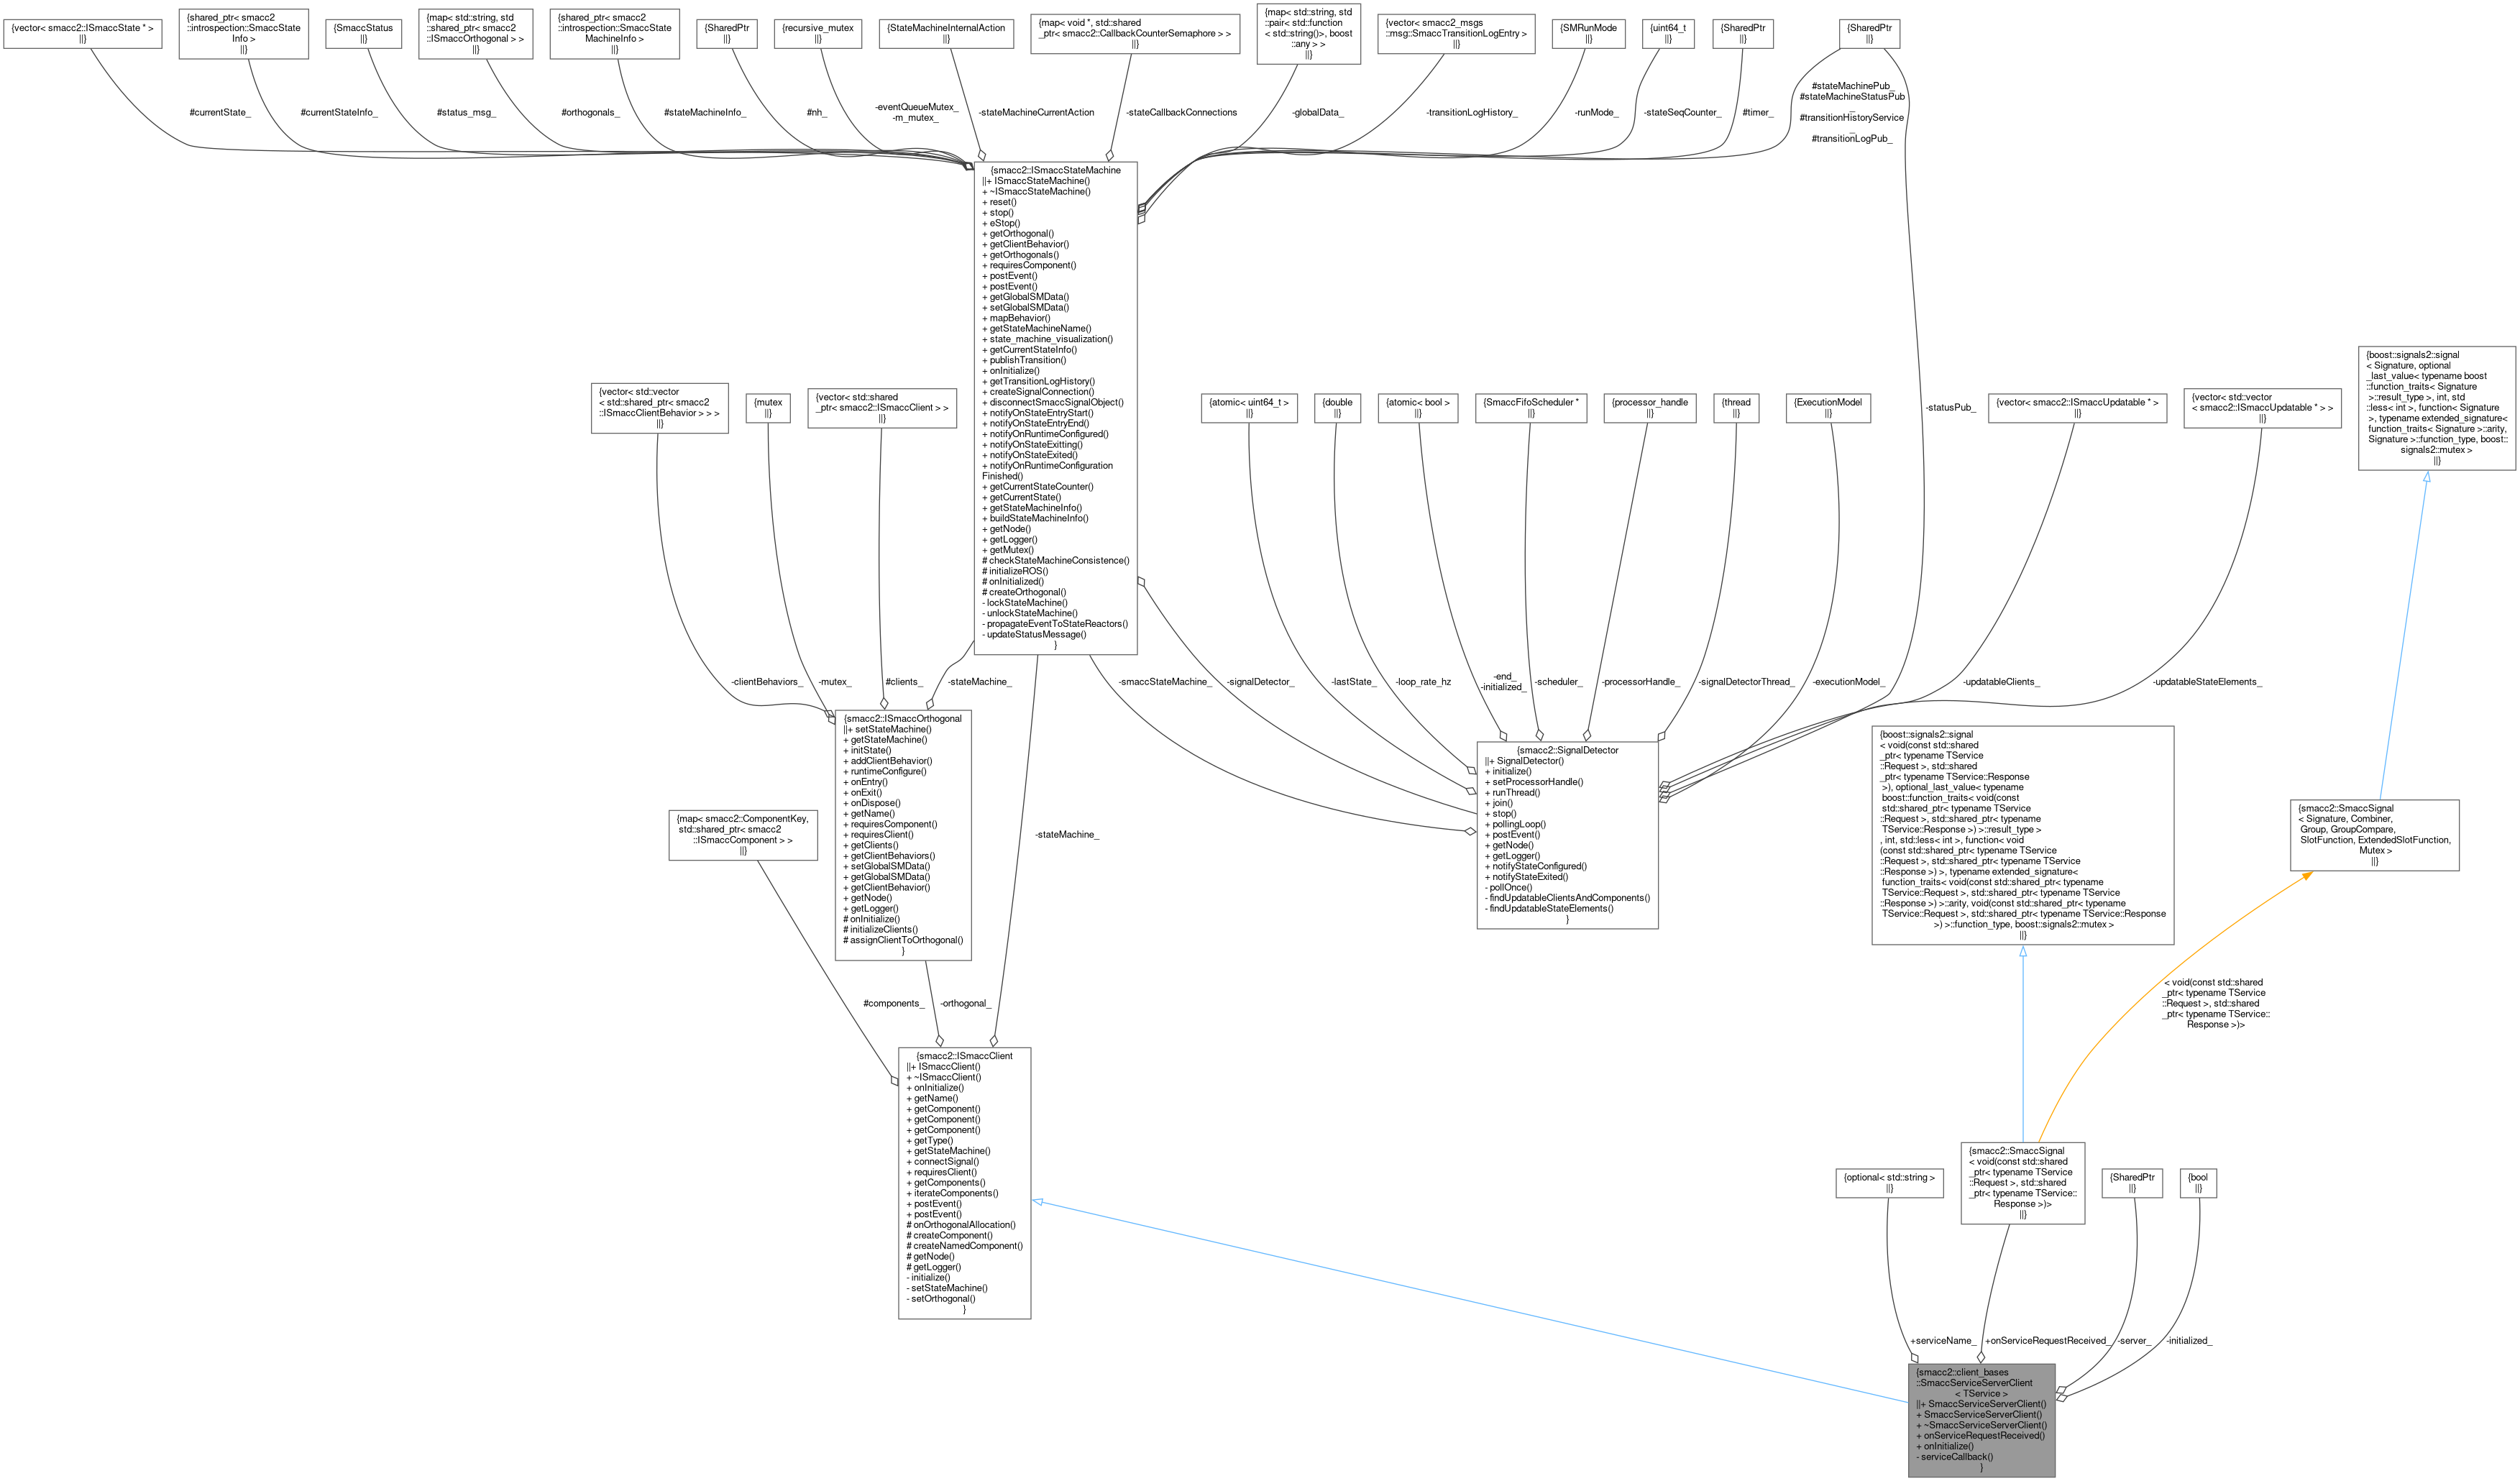 {vector< smacc2::ISmaccState * >
||}
{shared_ptr< smacc2
::introspection::SmaccState
Info >
||}
{SmaccStatus
||}
{map< std::string, std
::shared_ptr< smacc2
::ISmaccOrthogonal > >
||}
{shared_ptr< smacc2
::introspection::SmaccState
MachineInfo >
||}
{SharedPtr
||}
{recursive_mutex
||}
{StateMachineInternalAction
||}
{map< void *, std::shared
_ptr< smacc2::CallbackCounterSemaphore > >
||}
{map< std::string, std
::pair< std::function
< std::string()>, boost
::any > >
||}
{vector< smacc2_msgs
::msg::SmaccTransitionLogEntry >
||}
{SMRunMode
||}
{uint64_t
||}
{SharedPtr
||}
{SharedPtr
||}
#currentState_
#currentStateInfo_
#status_msg_
#orthogonals_
#stateMachineInfo_
#nh_
-eventQueueMutex_
-m_mutex_
-stateMachineCurrentAction
-stateCallbackConnections
-globalData_
-transitionLogHistory_
-runMode_
-stateSeqCounter_
#timer_
#stateMachinePub_
#stateMachineStatusPub
_
#transitionHistoryService
_
#transitionLogPub_
{smacc2::ISmaccStateMachine
||+ ISmaccStateMachine()
+ ~ISmaccStateMachine()
+ reset()
+ stop()
+ eStop()
+ getOrthogonal()
+ getClientBehavior()
+ getOrthogonals()
+ requiresComponent()
+ postEvent()
+ postEvent()
+ getGlobalSMData()
+ setGlobalSMData()
+ mapBehavior()
+ getStateMachineName()
+ state_machine_visualization()
+ getCurrentStateInfo()
+ publishTransition()
+ onInitialize()
+ getTransitionLogHistory()
+ createSignalConnection()
+ disconnectSmaccSignalObject()
+ notifyOnStateEntryStart()
+ notifyOnStateEntryEnd()
+ notifyOnRuntimeConfigured()
+ notifyOnStateExitting()
+ notifyOnStateExited()
+ notifyOnRuntimeConfiguration
Finished()
+ getCurrentStateCounter()
+ getCurrentState()
+ getStateMachineInfo()
+ buildStateMachineInfo()
+ getNode()
+ getLogger()
+ getMutex()
# checkStateMachineConsistence()
# initializeROS()
# onInitialized()
# createOrthogonal()
- lockStateMachine()
- unlockStateMachine()
- propagateEventToStateReactors()
- updateStatusMessage()
}
{boost::signals2::signal
< Signature, optional
_last_value< typename boost
::function_traits< Signature
>::result_type >, int, std
::less< int >, function< Signature
>, typename extended_signature<
function_traits< Signature >::arity,
Signature >::function_type, boost::
signals2::mutex >
||}
{vector< std::vector
< std::shared_ptr< smacc2
::ISmaccClientBehavior > > >
||}
{mutex
||}
{vector< std::shared
_ptr< smacc2::ISmaccClient > >
||}
{atomic< uint64_t >
||}
{double
||}
{atomic< bool >
||}
{SmaccFifoScheduler *
||}
{processor_handle
||}
{thread
||}
{ExecutionModel
||}
-statusPub_
{vector< smacc2::ISmaccUpdatable * >
||}
{vector< std::vector
< smacc2::ISmaccUpdatable * > >
||}
-clientBehaviors_
-mutex_
#clients_
-stateMachine_
-smaccStateMachine_
-signalDetector_
-lastState_
-loop_rate_hz
-end_
-initialized_
-scheduler_
-processorHandle_
-signalDetectorThread_
-executionModel_
-updatableClients_
-updatableStateElements_
{smacc2::ISmaccOrthogonal
||+ setStateMachine()
+ getStateMachine()
+ initState()
+ addClientBehavior()
+ runtimeConfigure()
+ onEntry()
+ onExit()
+ onDispose()
+ getName()
+ requiresComponent()
+ requiresClient()
+ getClients()
+ getClientBehaviors()
+ setGlobalSMData()
+ getGlobalSMData()
+ getClientBehavior()
+ getNode()
+ getLogger()
# onInitialize()
# initializeClients()
# assignClientToOrthogonal()
}
{smacc2::SignalDetector
||+ SignalDetector()
+ initialize()
+ setProcessorHandle()
+ runThread()
+ join()
+ stop()
+ pollingLoop()
+ postEvent()
+ getNode()
+ getLogger()
+ notifyStateConfigured()
+ notifyStateExited()
- pollOnce()
- findUpdatableClientsAndComponents()
- findUpdatableStateElements()
}
{boost::signals2::signal
< void(const std::shared
_ptr< typename TService
::Request >, std::shared
_ptr< typename TService::Response
>), optional_last_value< typename
boost::function_traits< void(const
std::shared_ptr< typename TService
::Request >, std::shared_ptr< typename
TService::Response >) >::result_type >
, int, std::less< int >, function< void
(const std::shared_ptr< typename TService
::Request >, std::shared_ptr< typename TService
::Response >) >, typename extended_signature<
function_traits< void(const std::shared_ptr< typename
TService::Request >, std::shared_ptr< typename TService
::Response >) >::arity, void(const std::shared_ptr< typename
TService::Request >, std::shared_ptr< typename TService::Response
>) >::function_type, boost::signals2::mutex >
||}
{smacc2::SmaccSignal
< Signature, Combiner,
Group, GroupCompare,
SlotFunction, ExtendedSlotFunction,
Mutex >
||}
{map< smacc2::ComponentKey,
std::shared_ptr< smacc2
::ISmaccComponent > >
||}
-stateMachine_
#components_
-orthogonal_
< void(const std::shared
_ptr< typename TService
::Request >, std::shared
_ptr< typename TService::
Response >)>
{smacc2::ISmaccClient
||+ ISmaccClient()
+ ~ISmaccClient()
+ onInitialize()
+ getName()
+ getComponent()
+ getComponent()
+ getComponent()
+ getType()
+ getStateMachine()
+ connectSignal()
+ requiresClient()
+ getComponents()
+ iterateComponents()
+ postEvent()
+ postEvent()
# onOrthogonalAllocation()
# createComponent()
# createNamedComponent()
# getNode()
# getLogger()
- initialize()
- setStateMachine()
- setOrthogonal()
}
{optional< std::string >
||}
{smacc2::SmaccSignal
< void(const std::shared
_ptr< typename TService
::Request >, std::shared
_ptr< typename TService::
Response >)>
||}
{SharedPtr
||}
{bool
||}
+serviceName_
+onServiceRequestReceived_
-server_
-initialized_
{smacc2::client_bases
::SmaccServiceServerClient
< TService >
||+ SmaccServiceServerClient()
+ SmaccServiceServerClient()
+ ~SmaccServiceServerClient()
+ onServiceRequestReceived()
+ onInitialize()
- serviceCallback()
}